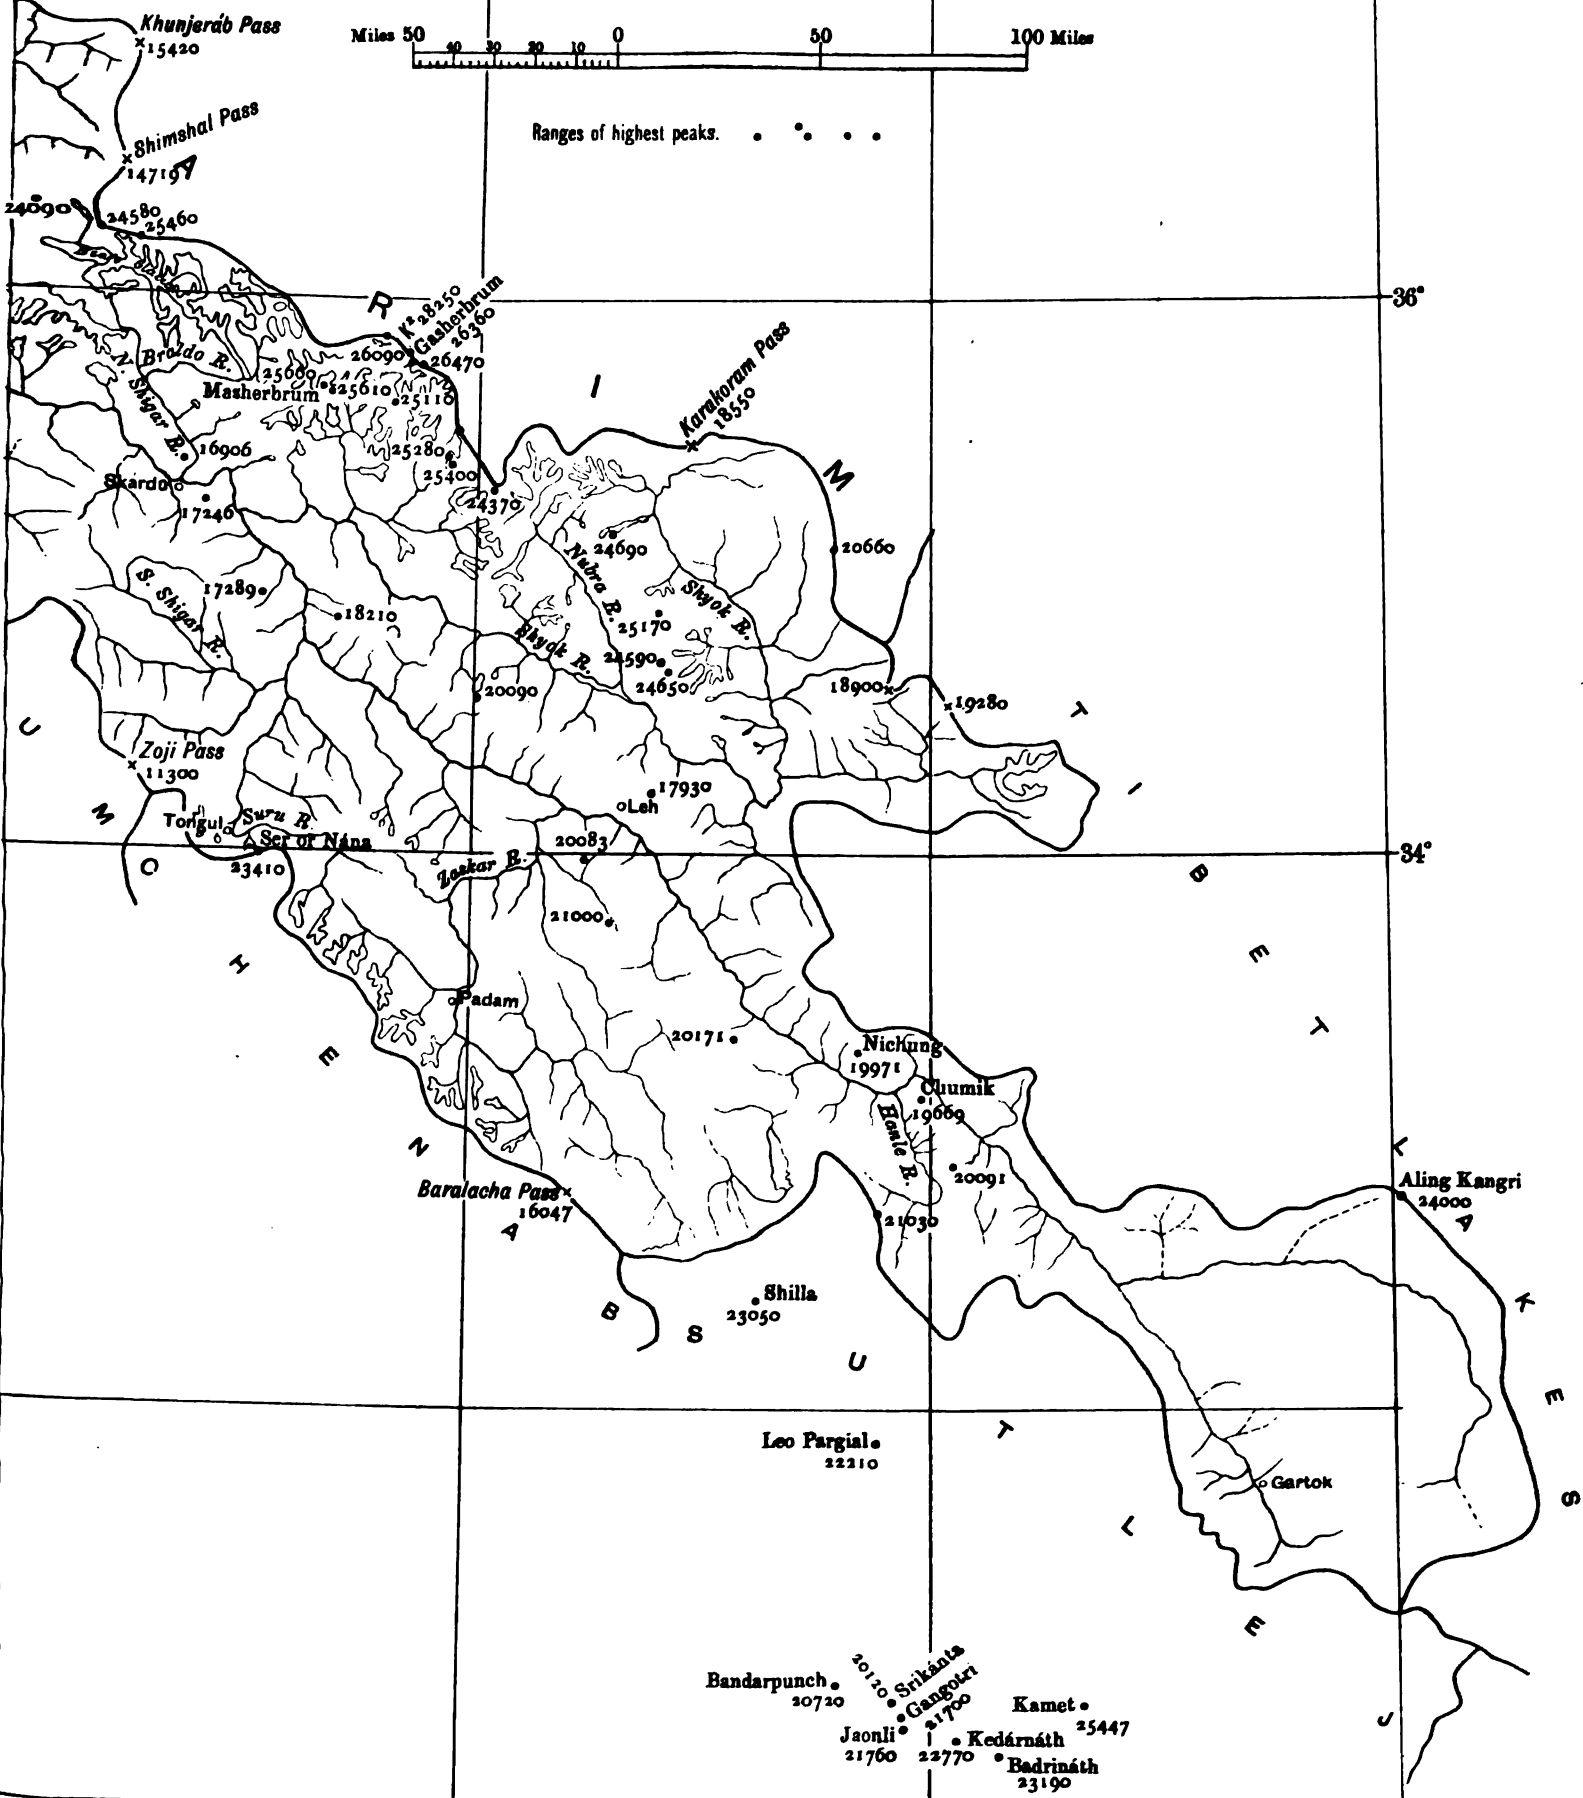 Khunjeráb Pass
15420
Miles 50 40 30 20 10 0 50 100 Miles
Shimshal Pass
14719
Ranges of highest peaks.
A
24090
24580
25460
R
36°
K² 28250
Gasherbrum
26360
26090
26470
Braldo R.
N. Shigar R.
25660
Masherbrum
25610
25110
I
Karakoram Pass
18550
16906
25280
25400
M
Skardo
17246
24370
24690
20660
Nubra R.
S. Shigar R.
17289
18210
Shyok R.
25170
Shyok R.
24590
24650
20090
18900
19280
T
U
Zoji Pass
11300
17930
Leh
I
M
Tongul
Suru R.
Ser or Nána
23410
20083
34°
O
Zaskar R.
B
21000
H
E
Padam
20171
T
E
Nichung
19971
Chumik
19669
Hanle R.
N
L
20091
Aling Kangri
24000
Baralacha Pass
16047
A
21030
A
Shilla
23050
B
S
K
U
E
T
Leo Pargial
22210
Gartok
S
L
E
Bandarpunch
20720
20120
Srikánta
Gangotri
21700
Kamet
25447
J
Jaonli
21760
Kedárnáth
22770
Badrináth
23190